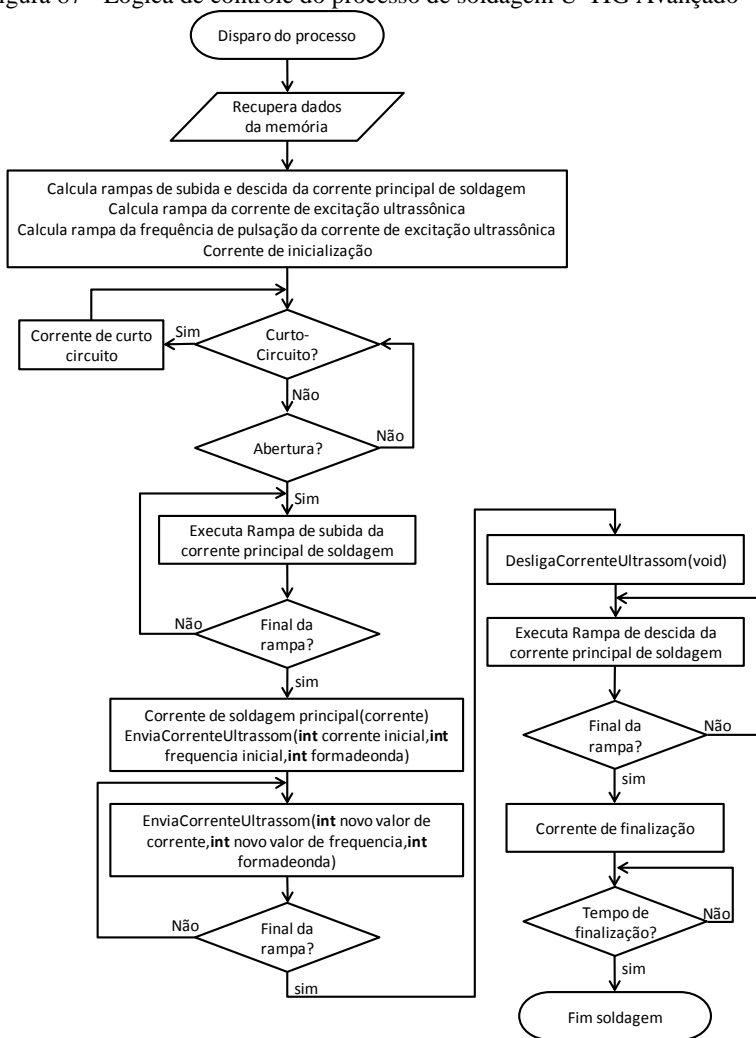 Figura 87 - Lógica de controle do processo de soldagem U-TIG Avançado
Disparo do processo
Recupera dados
da memória
Calcula rampas de subida e descida da corrente principal de soldagem
Calcula rampa da corrente de excitação ultrassônica
Calcula rampa da frequência de pulsação da corrente de excitação ultrassônica
Corrente de inicialização
Corrente de curto
circuito
Sim
Curto-
Circuito?
Não
Abertura?
Não
Sim
Executa Rampa de subida da
corrente principal de soldagem
Não
Final da
rampa?
sim
Corrente de soldagem principal(corrente)
EnviaCorrenteUltrassom(int corrente inicial,int
frequencia inicial,int formadeonda)
EnviaCorrenteUltrassom(int novo valor de
corrente,int novo valor de frequencia,int
formadeonda)
Não
Final da
rampa?
sim
DesligaCorrenteUltrassom(void)
Executa Rampa de descida da
corrente principal de soldagem
Final da
rampa?
Não
sim
Corrente de finalização
Tempo de
finalização?
Não
sim
Fim soldagem